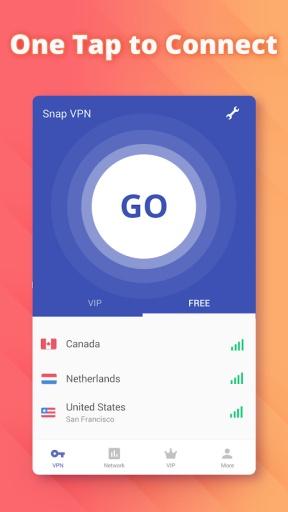 One Tap to Connect
Snap VPN
GO
VIP
FREE
Canada
Netherlands
United States
San Francisco
VPN
Network
VIP
More